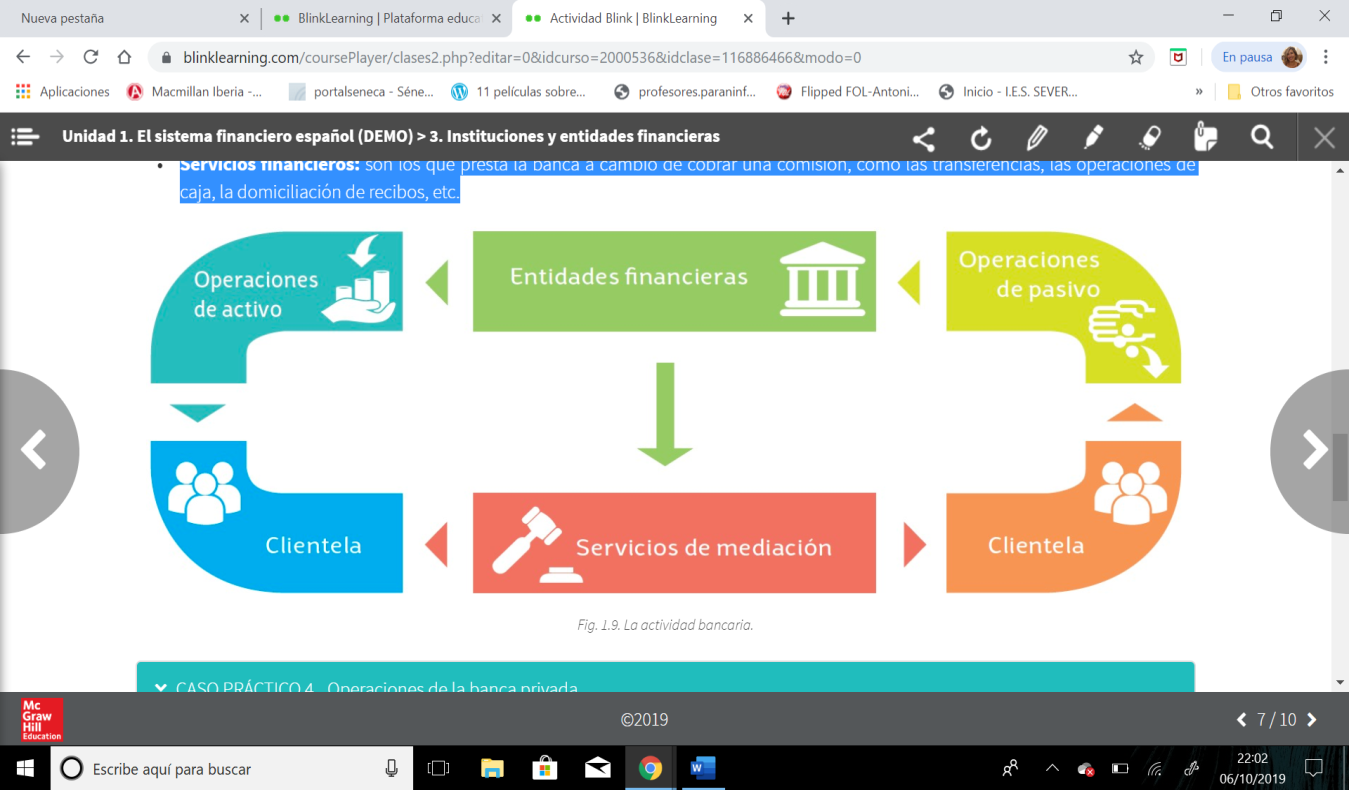 Nueva pestaña
BlinkLearning | Plataforma educa
Actividad Blink | BlinkLearning
blinklearning.com/coursePlayer/clases2.php?editar=0&idcurso=2000536&idclase=116886466&modo=0
En pausa
Aplicaciones
Macmillan Iberia -...
portalseneca - Séne...
11 películas sobre...
profesores.paraninf...
Flipped FOL-Antoni...
Inicio - I.E.S. SEVER...
»
Otros favoritos
Unidad 1. El sistema financiero español (DEMO) > 3. Instituciones y entidades financieras
• Servicios financieros: son los que presta la banca a cambio de cobrar una comisión, como las transferencias, las operaciones de
caja, la domiciliación de recibos, etc.
Operaciones
de activo
Entidades financieras
Operaciones
de pasivo
Clientela
Servicios de mediación
Clientela
Fig. 1.9. La actividad bancaria.
CASO PRÁCTICO 4. Operaciones de la banca privada
Mc
Graw
Hill
Education
©2019
7 / 10
Escribe aquí para buscar
22:02
06/10/2019